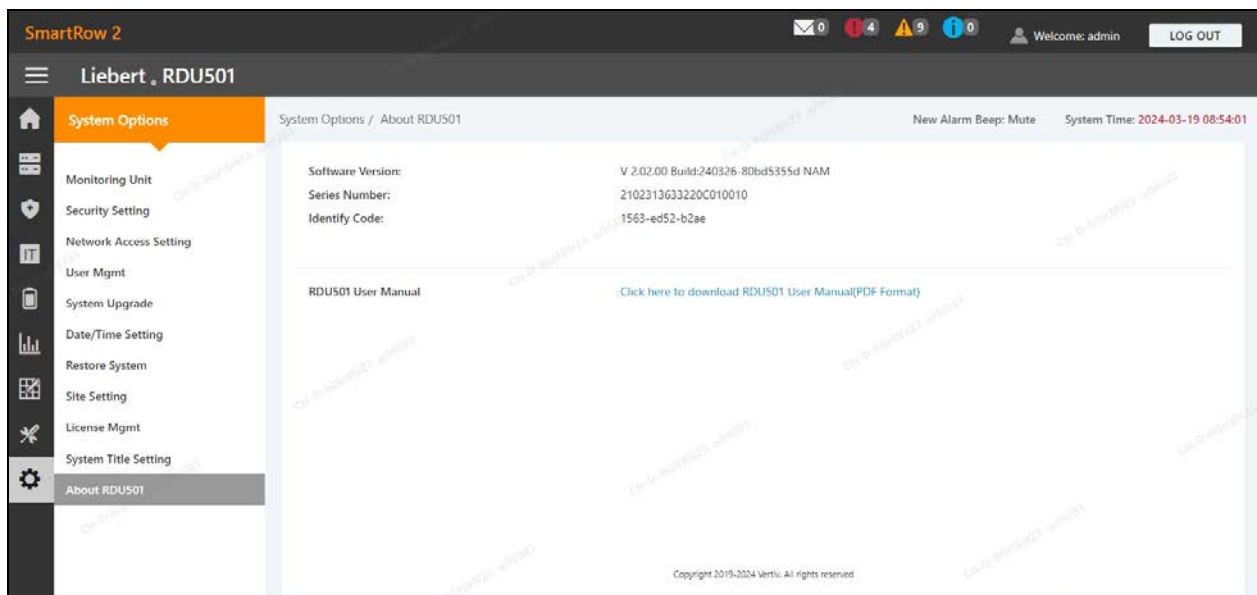 SmartRow 2
0 4 9 0 Welcome: admin LOG OUT
Liebert. RDU501
System Options
System Options / About RDU501 New Alarm Beep: Mute System Time: 2024-03-19 08:54:01
Monitoring Unit
Security Setting
Network Access Setting
User Mgmt
System Upgrade
Date/Time Setting
Restore System
Site Setting
License Mgmt
System Title Setting
About RDU501
IT
Software Version: V 2.02.00 Build:240326-80bd5355d NAM
Series Number: 2102313633220C010010
Identify Code: 1563-ed52-b2ae
RDU501 User Manual Click here to download RDU501 User Manual(PDF Format)
Copyright 2019-2024 Vertiv. All rights reserved